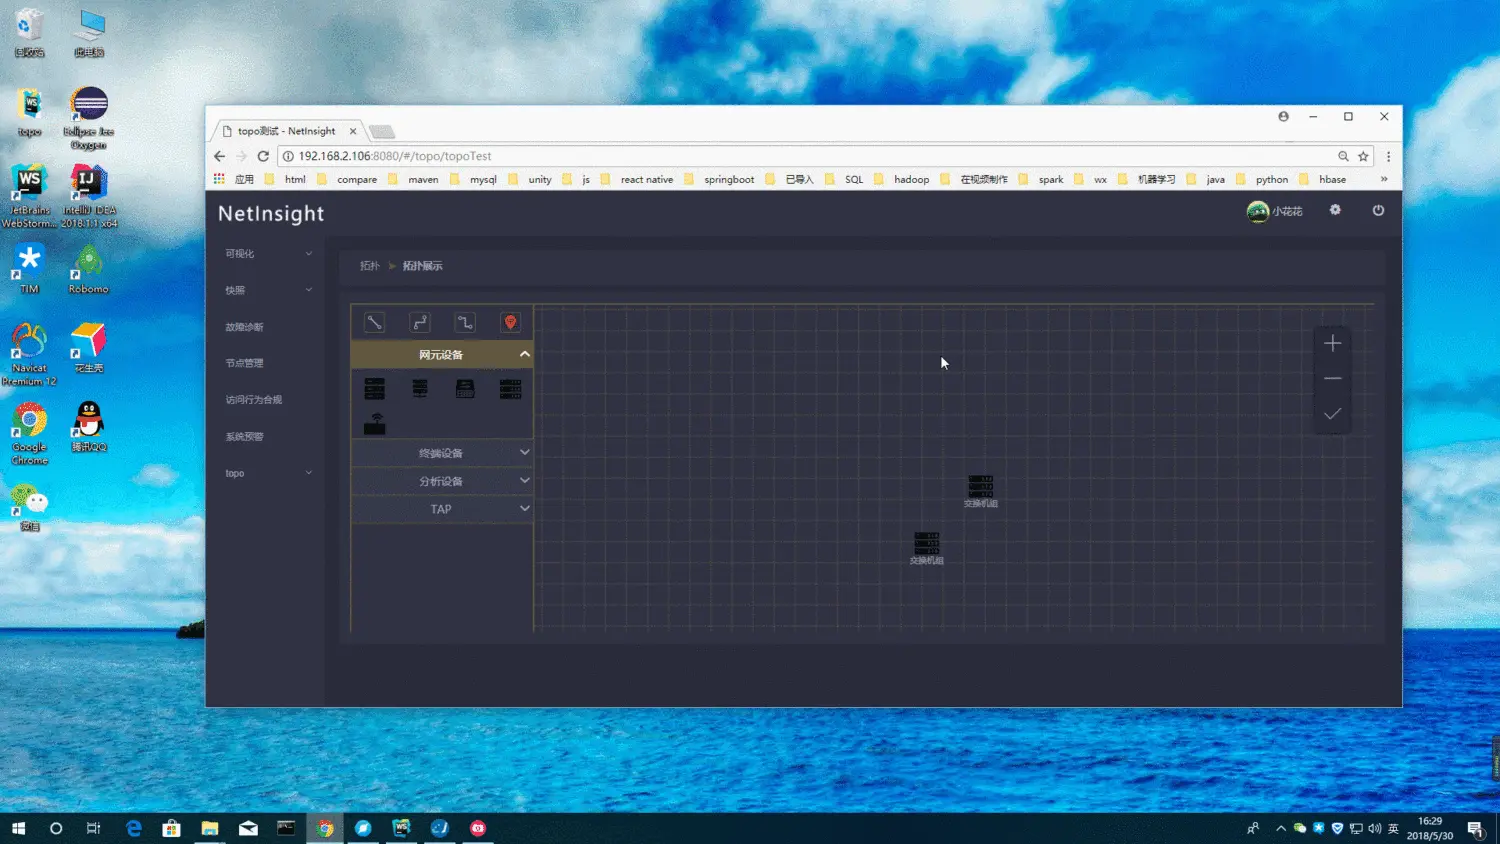 回收站
此电脑
topo
Eclipse Jee
Oxygen
JetBrains
WebStorm...
IntelliJ IDEA
2018.1.1 x64
TIM
Robomo
Navicat
Premium 12
花生壳
Google
Chrome
腾讯QQ
微信
topo测试 - NetInsight
192.168.2.106:8080/#/topo/topoTest
应用 html compare maven mysql unity js react native springboot 已导入 SQL hadoop 在视频制作 spark wx 机器学习 java python hbase »
NetInsight
小花花
可视化
快照
故障诊断
节点管理
访问行为合规
系统预警
topo
拓扑 拓扑展示
网元设备
终端设备
分析设备
TAP
交换机组
交换机组
英
16:29
2018/5/30
1